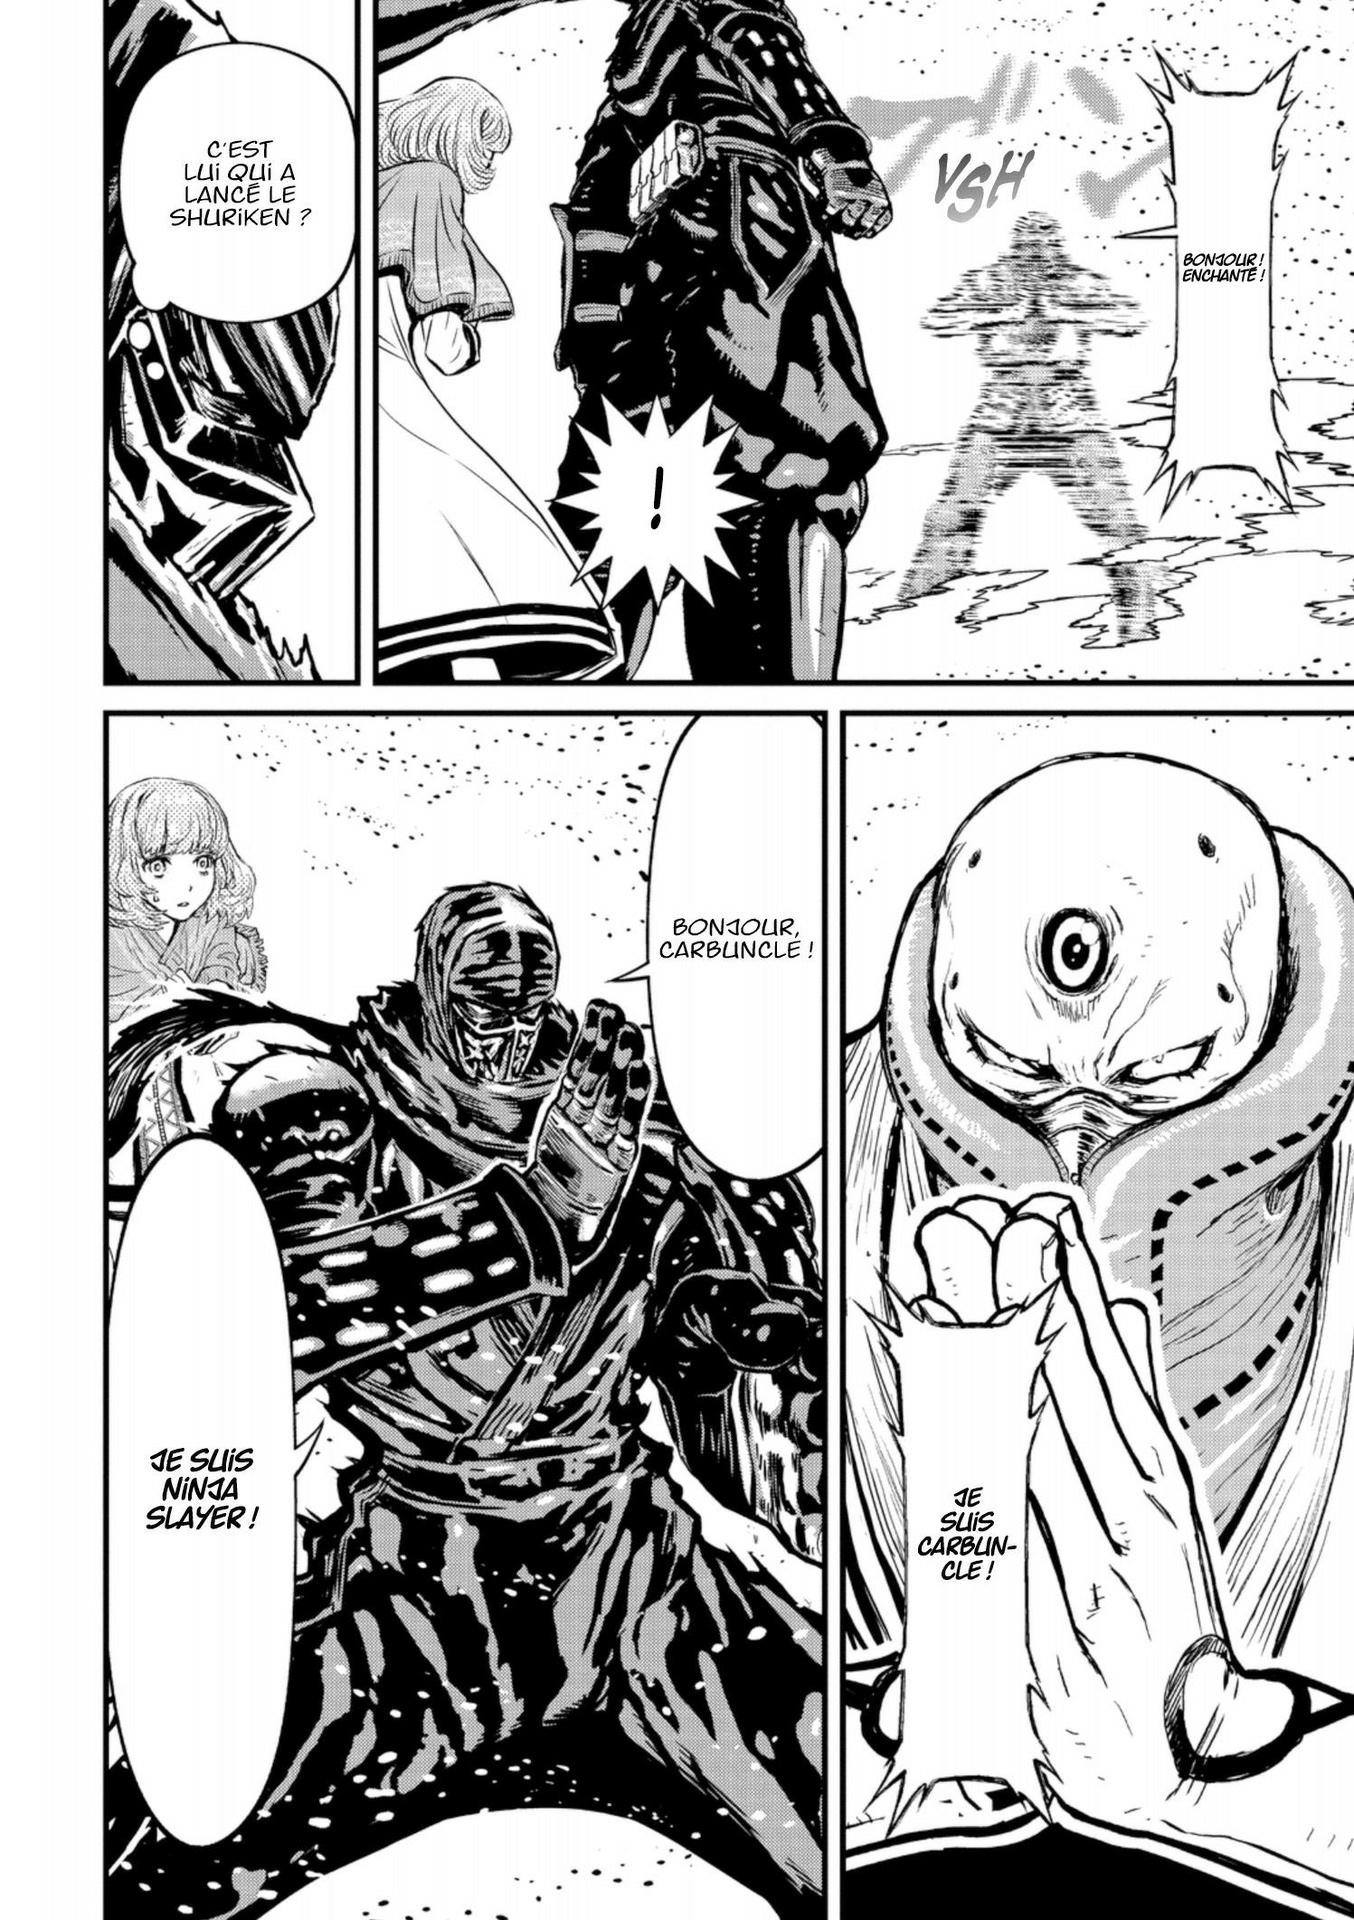 BONJOUR !
ENCHANTÉ !
VSH
!
C'EST
LUI QUI A
LANCÉ LE
SHURIKEN ?
JE
SUIS
CARBUN-
CLE !
BONJOUR,
CARBUNCLE !
JE SUIS
NINJA
SLAYER !